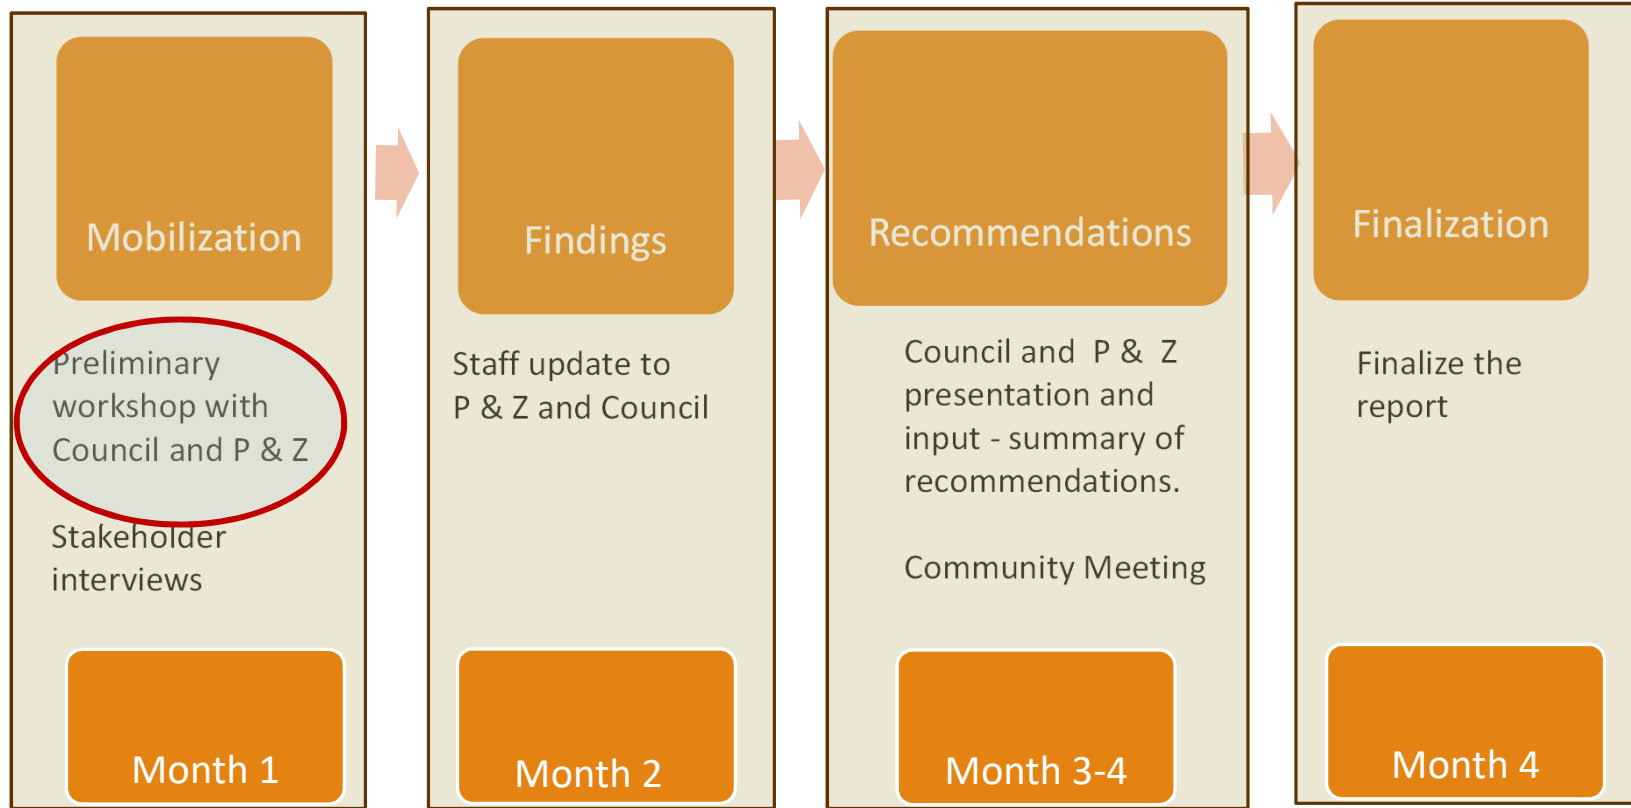 Mobilization
Preliminary
workshop with
Council and P & Z
Stakeholder
interviews
Month 1
Findings
Staff update to
P & Z and Council
Month 2
Recommendations
Council and P & Z
presentation and
input - summary of
recommendations.
Community Meeting
Month 3-4
Finalization
Finalize the
report
Month 4